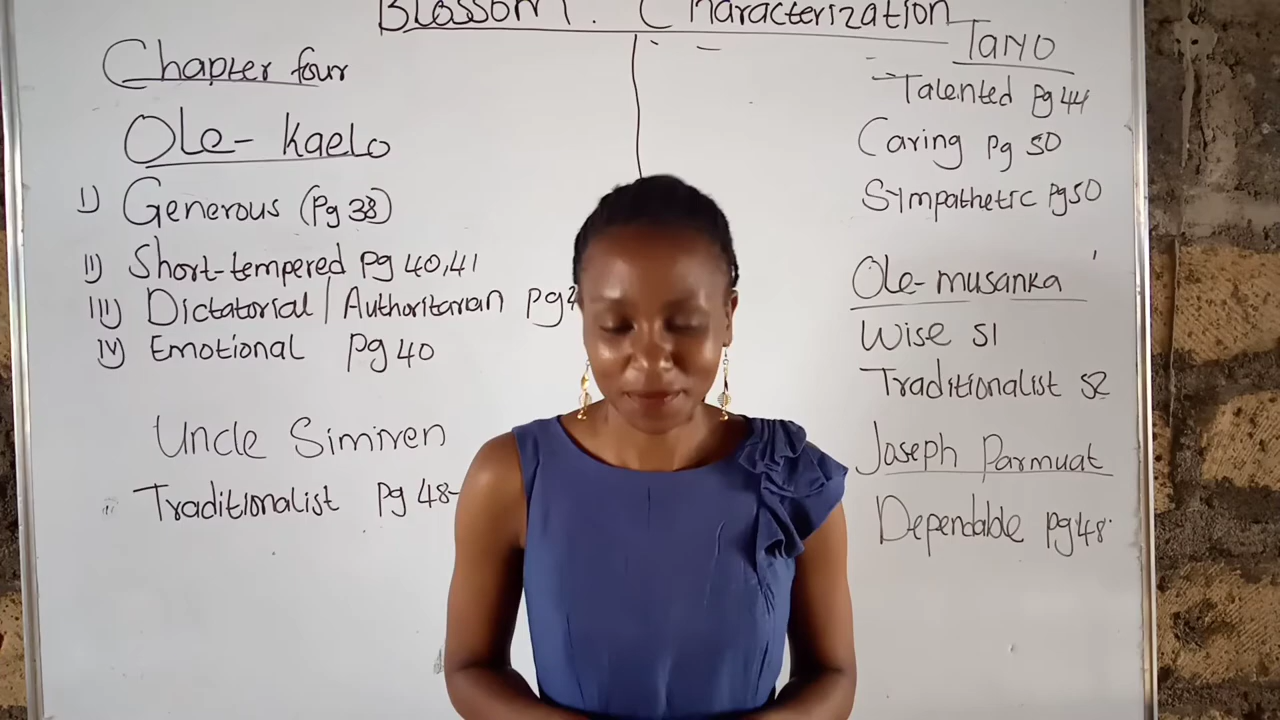 Blossom. Characterization
Chapter four
Ole-Kaelo
I) Generous (Pg 38)
II) Short-tempered Pg 40,41
III) Dictatorial / Authoritarian pg
IV) Emotional Pg 40
Uncle Simiren
Traditionalist Pg 48-
TANO
Talented Pg 44
Caring pg 50
Sympathetic Pg 50
Ole-musanka
Wise 51
Traditionalist 52
Joseph Parmuat
Dependable pg 48